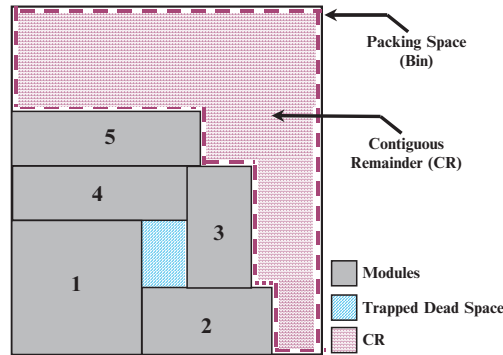 Packing Space
(Bin)
Contiguous
Remainder (CR)
5
4
3
1
2
Modules
Trapped Dead Space
CR